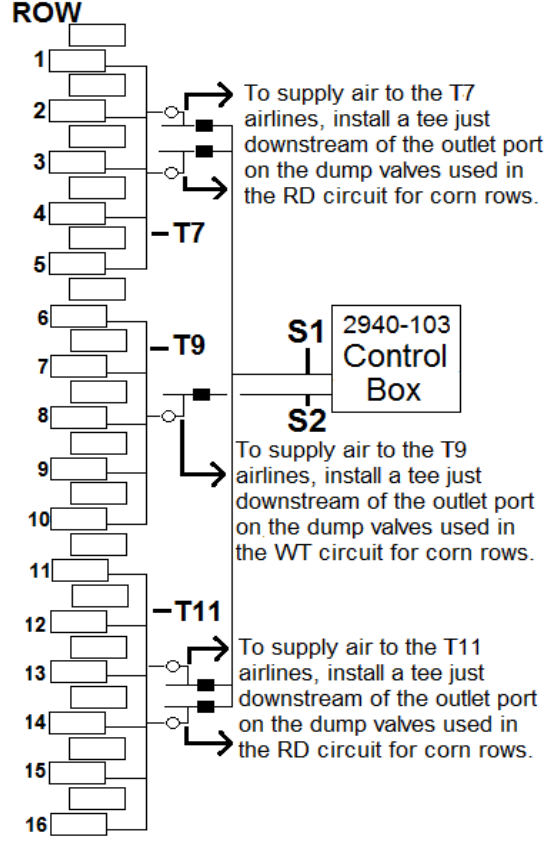 ROW
1
To supply air to the T7
airlines, install a tee just
2
downstream of the outlet port
on the dump valves used in
3
the RD circuit for corn rows.
4
T7
5
6
S1
2940-103
Control
Box
T9
7
8
S2
To supply air to the T9
airlines, install a tee just
9
downstream of the outlet port
10
on the dump valves used in
the WT circuit for corn rows.
11
T11
12
To supply air to the T11
airlines, install a tee just
13
downstream of the outlet port
14
on the dump valves used in
the RD circuit for corn rows.
15
16